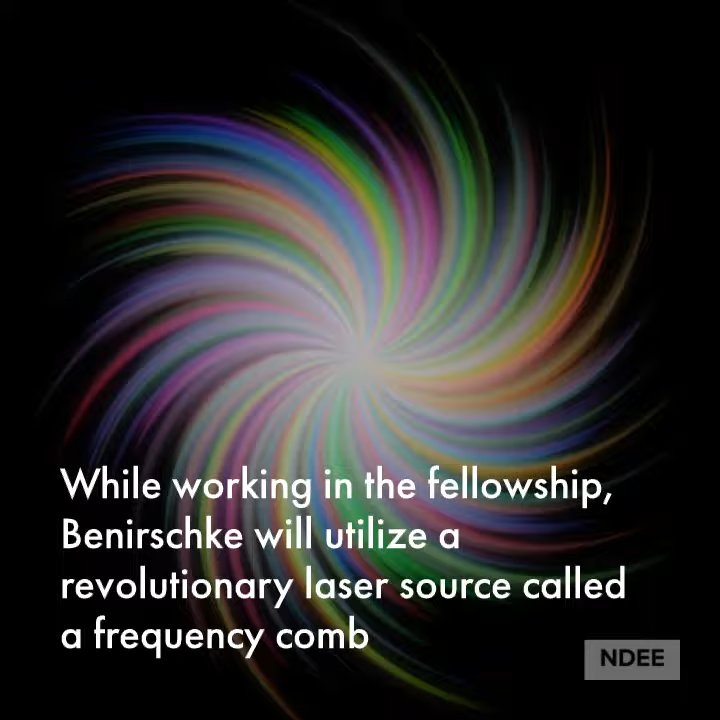 While working in the fellowship,
Benirschke will utilize a
revolutionary laser source called
a frequency comb
NDEE